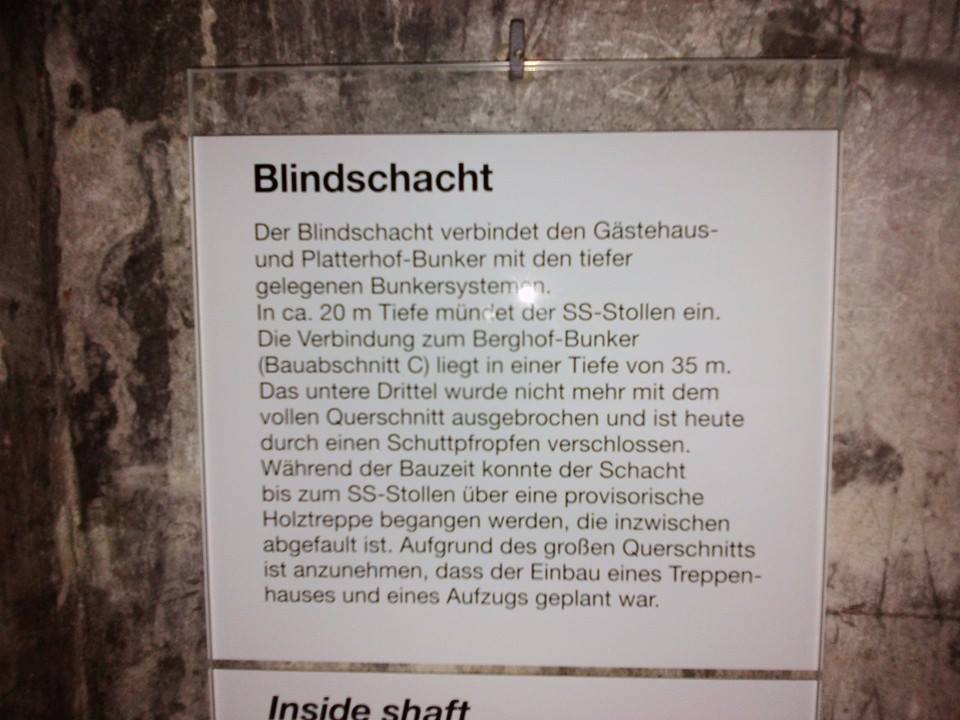 Blindschacht
Der Blindschacht verbindet den Gästehaus-
und Platterhof-Bunker mit den tiefer
gelegenen Bunkersystemen.
In ca. 20 m Tiefe mündet der SS-Stollen ein.
Die Verbindung zum Berghof-Bunker
(Bauabschnitt C) liegt in einer Tiefe von 35 m.
Das untere Drittel wurde nicht mehr mit dem
vollen Querschnitt ausgebrochen und ist heute
durch einen Schuttpfropfen verschlossen.
Während der Bauzeit konnte der Schacht
bis zum SS-Stollen über eine provisorische
Holztreppe begangen werden, die inzwischen
abgefault ist. Aufgrund des großen Querschnitts
ist anzunehmen, dass der Einbau eines Treppen-
hauses und eines Aufzugs geplant war.
Inside shaft